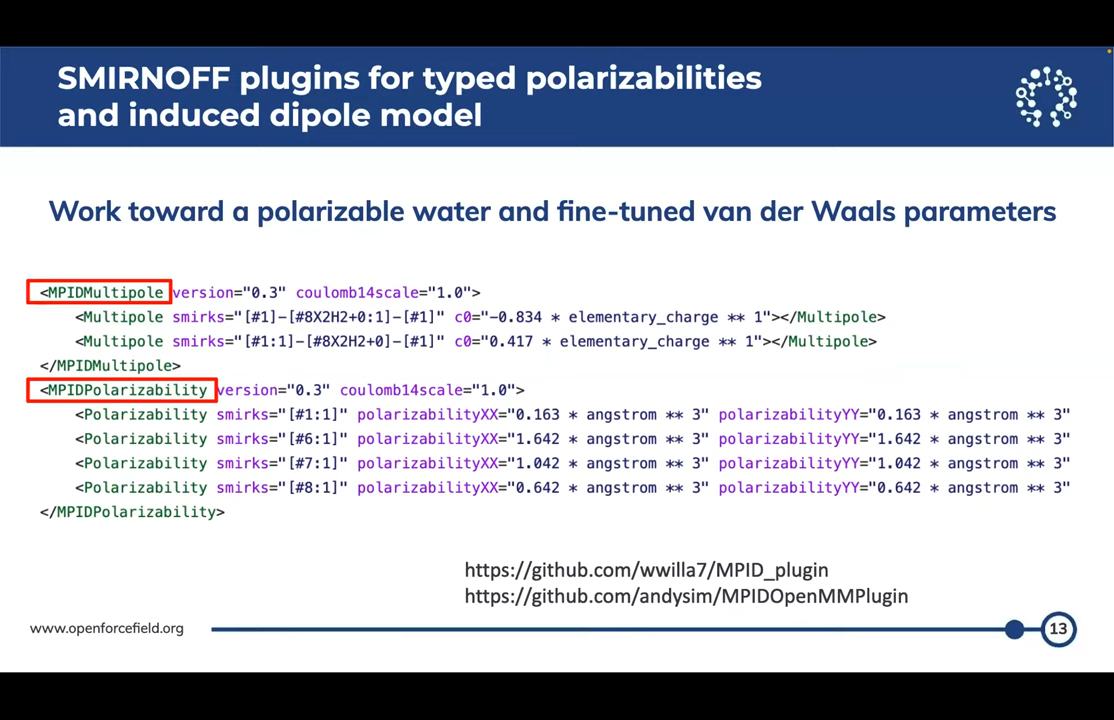 SMIRNOFF plugins for typed polarizabilities
and induced dipole model
Work toward a polarizable water and fine-tuned van der Waals parameters
<MPIDMultipole version="0.3" coulomb14scale="1.0">
<Multipole smirks="[#1]-[#8X2H2+0:1]-[#1]" c0="-0.834 * elementary_charge ** 1"></Multipole>
<Multipole smirks="[#1:1]-[#8X2H2+0]-[#1]" c0="0.417 * elementary_charge ** 1"></Multipole>
</MPIDMultipole>
<MPIDPolarizability version="0.3" coulomb14scale="1.0">
<Polarizability smirks="[#1:1]" polarizabilityXX="0.163 * angstrom ** 3" polarizabilityYY="0.163 * angstrom ** 3"
<Polarizability smirks="[#6:1]" polarizabilityXX="1.642 * angstrom ** 3" polarizabilityYY="1.642 * angstrom ** 3"
<Polarizability smirks="[#7:1]" polarizabilityXX="1.042 * angstrom ** 3" polarizabilityYY="1.042 * angstrom ** 3"
<Polarizability smirks="[#8:1]" polarizabilityXX="0.642 * angstrom ** 3" polarizabilityYY="0.642 * angstrom ** 3"
</MPIDPolarizability>
https://github.com/wwilla7/MPID_plugin
https://github.com/andysim/MPIDOpenMMPlugin
www.openforcefield.org
13